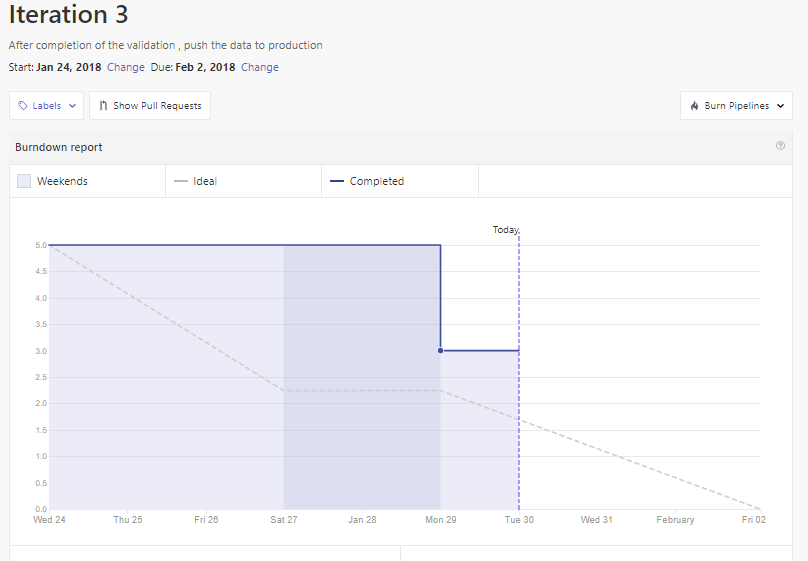 Iteration 3
After completion of the validation , push the data to production
Start: Jan 24, 2018 Change Due: Feb 2, 2018 Change
Labels Show Pull Requests Burn Pipelines
Burndown report
Weekends Ideal Completed
Today
5.0
4.5
4.0
3.5
3.0
2.5
2.0
1.5
1.0
0.5
0.0
Wed 24 Thu 25 Fri 26 Sat 27 Jan 28 Mon 29 Tue 30 Wed 31 February Fri 02